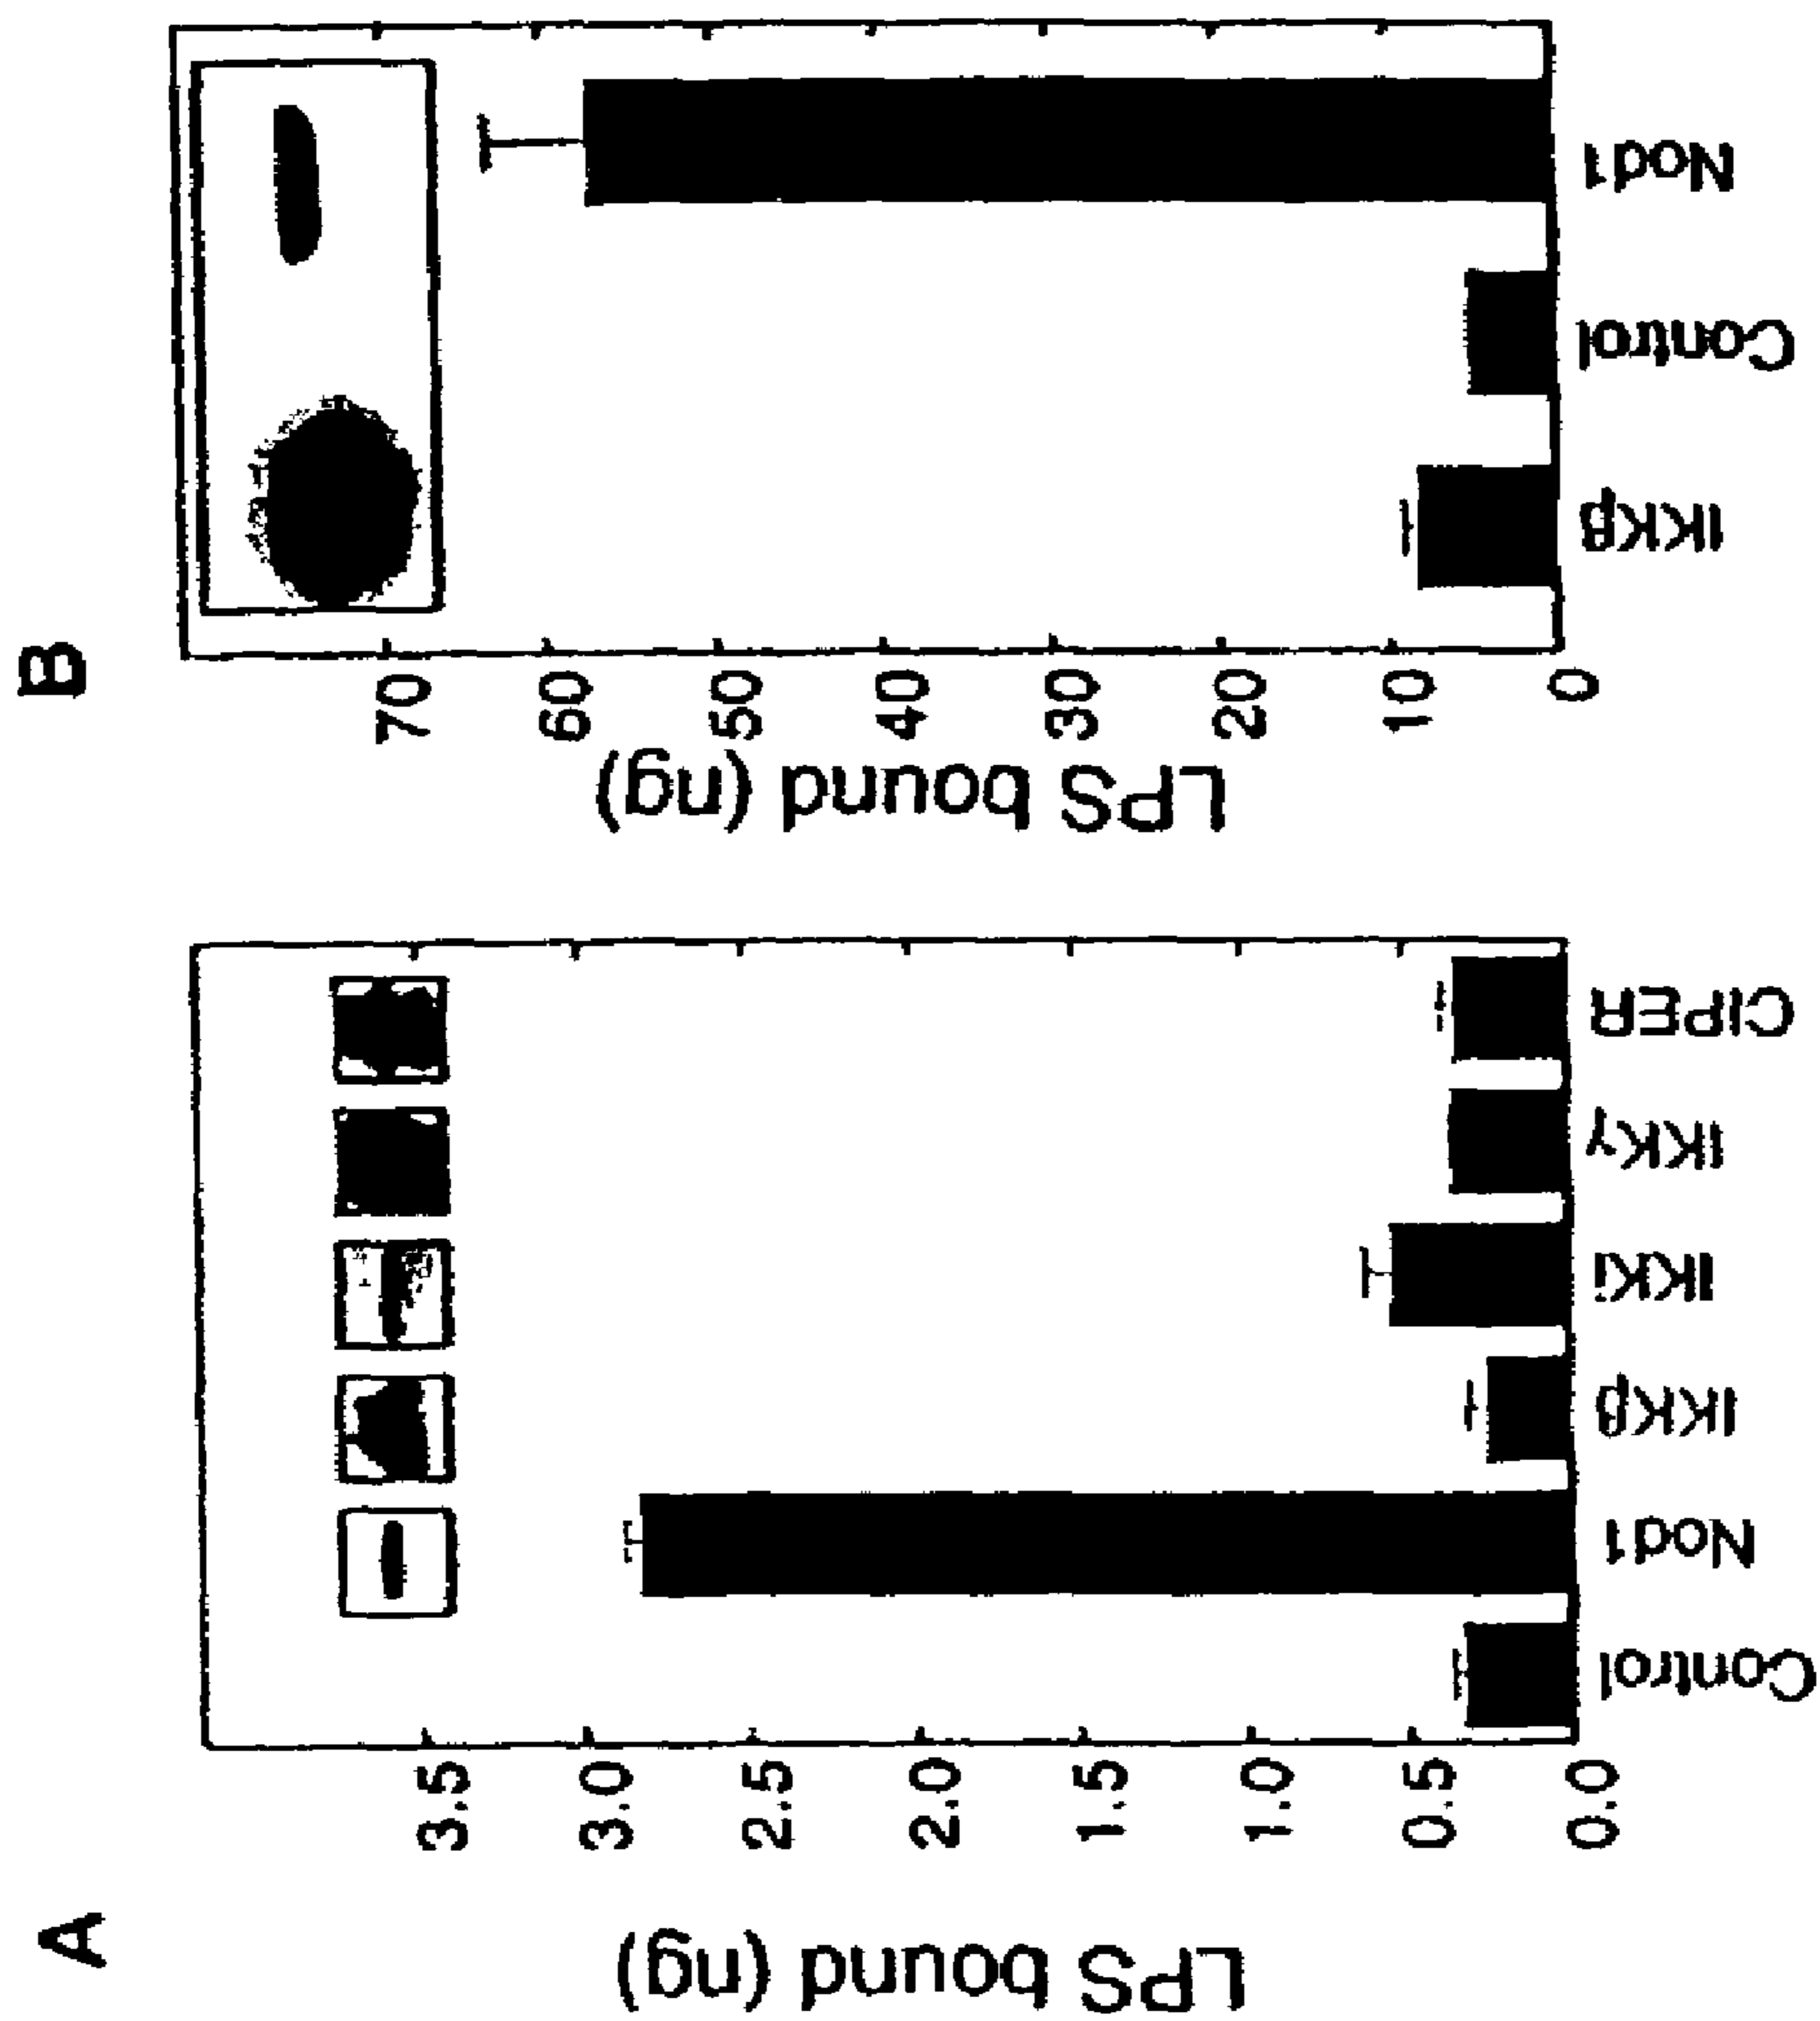 A
LPS bound (ng)
3.5
3.0
2.5
2.0
1.5
1.0
0.5
0.0
Control
Nod1
IKKβ
IKKi
IKKγ
CIPER
B
LPS bound (ng)
70
60
50
40
30
20
10
0
IKKβ
Control
Nod1